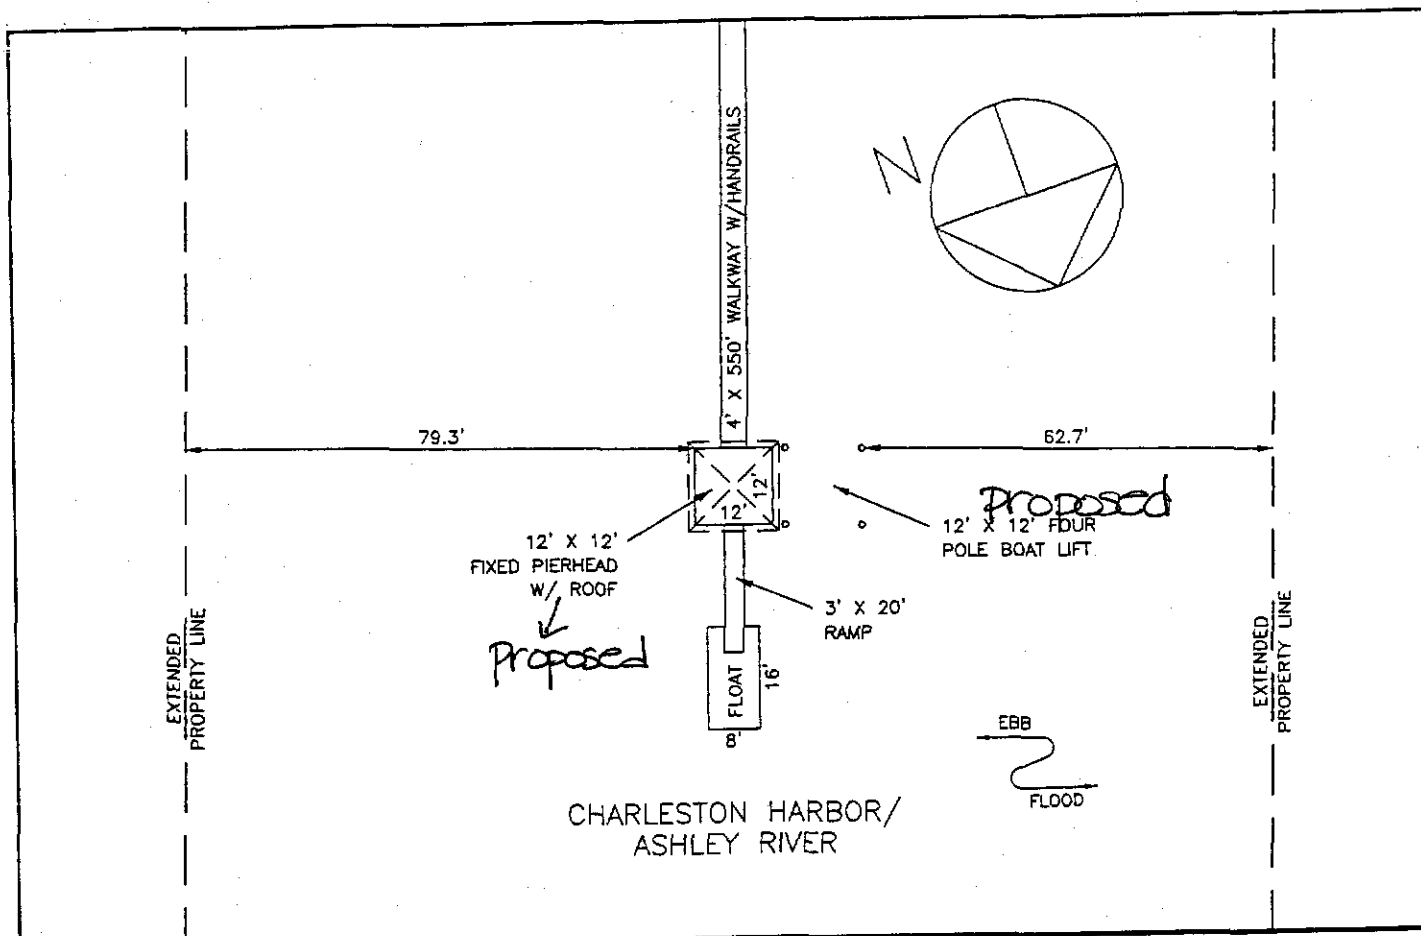 4' X 550' WALKWAY W/HANDRAILS
N
79.3'
62.7'
12'
12'
Proposed
12' X 12' FOUR
POLE BOAT LIFT
12' X 12'
FIXED PIERHEAD
W/ ROOF
Proposed
3' X 20'
RAMP
EXTENDED
PROPERTY LINE
FLOAT
16'
8'
EXTENDED
PROPERTY LINE
EBB
FLOOD
CHARLESTON HARBOR/
ASHLEY RIVER